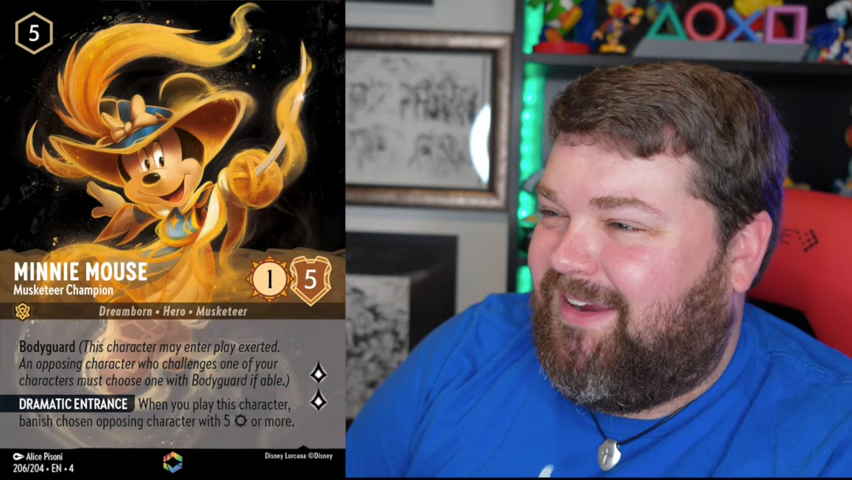 5
MINNIE MOUSE
Musketeer Champion
1 5
Dreamborn • Hero • Musketeer
Bodyguard (This character may enter play exerted.
An opposing character who challenges one of your
characters must choose one with Bodyguard if able.)
DRAMATIC ENTRANCE When you play this character,
banish chosen opposing character with 5 or more.
Alice Pisoni
206/204 • EN • 4
Disney Lorcana ©Disney